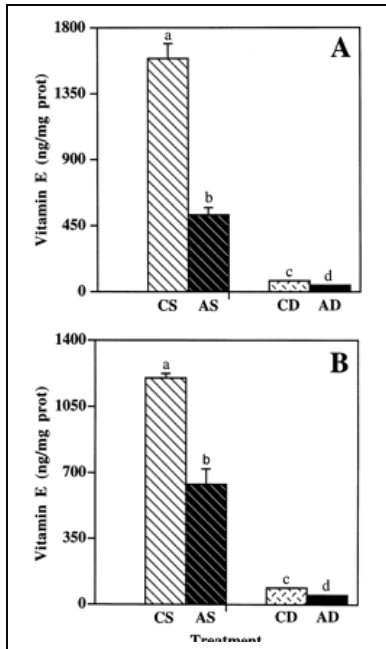 A
Vitamin E (ng/mg prot)
1800
1350
900
450
0
a
b
c
d
CS AS CD AD
B
Vitamin E (ng/mg prot)
1400
1050
700
350
0
a
b
c
d
CS AS CD AD
Treatment